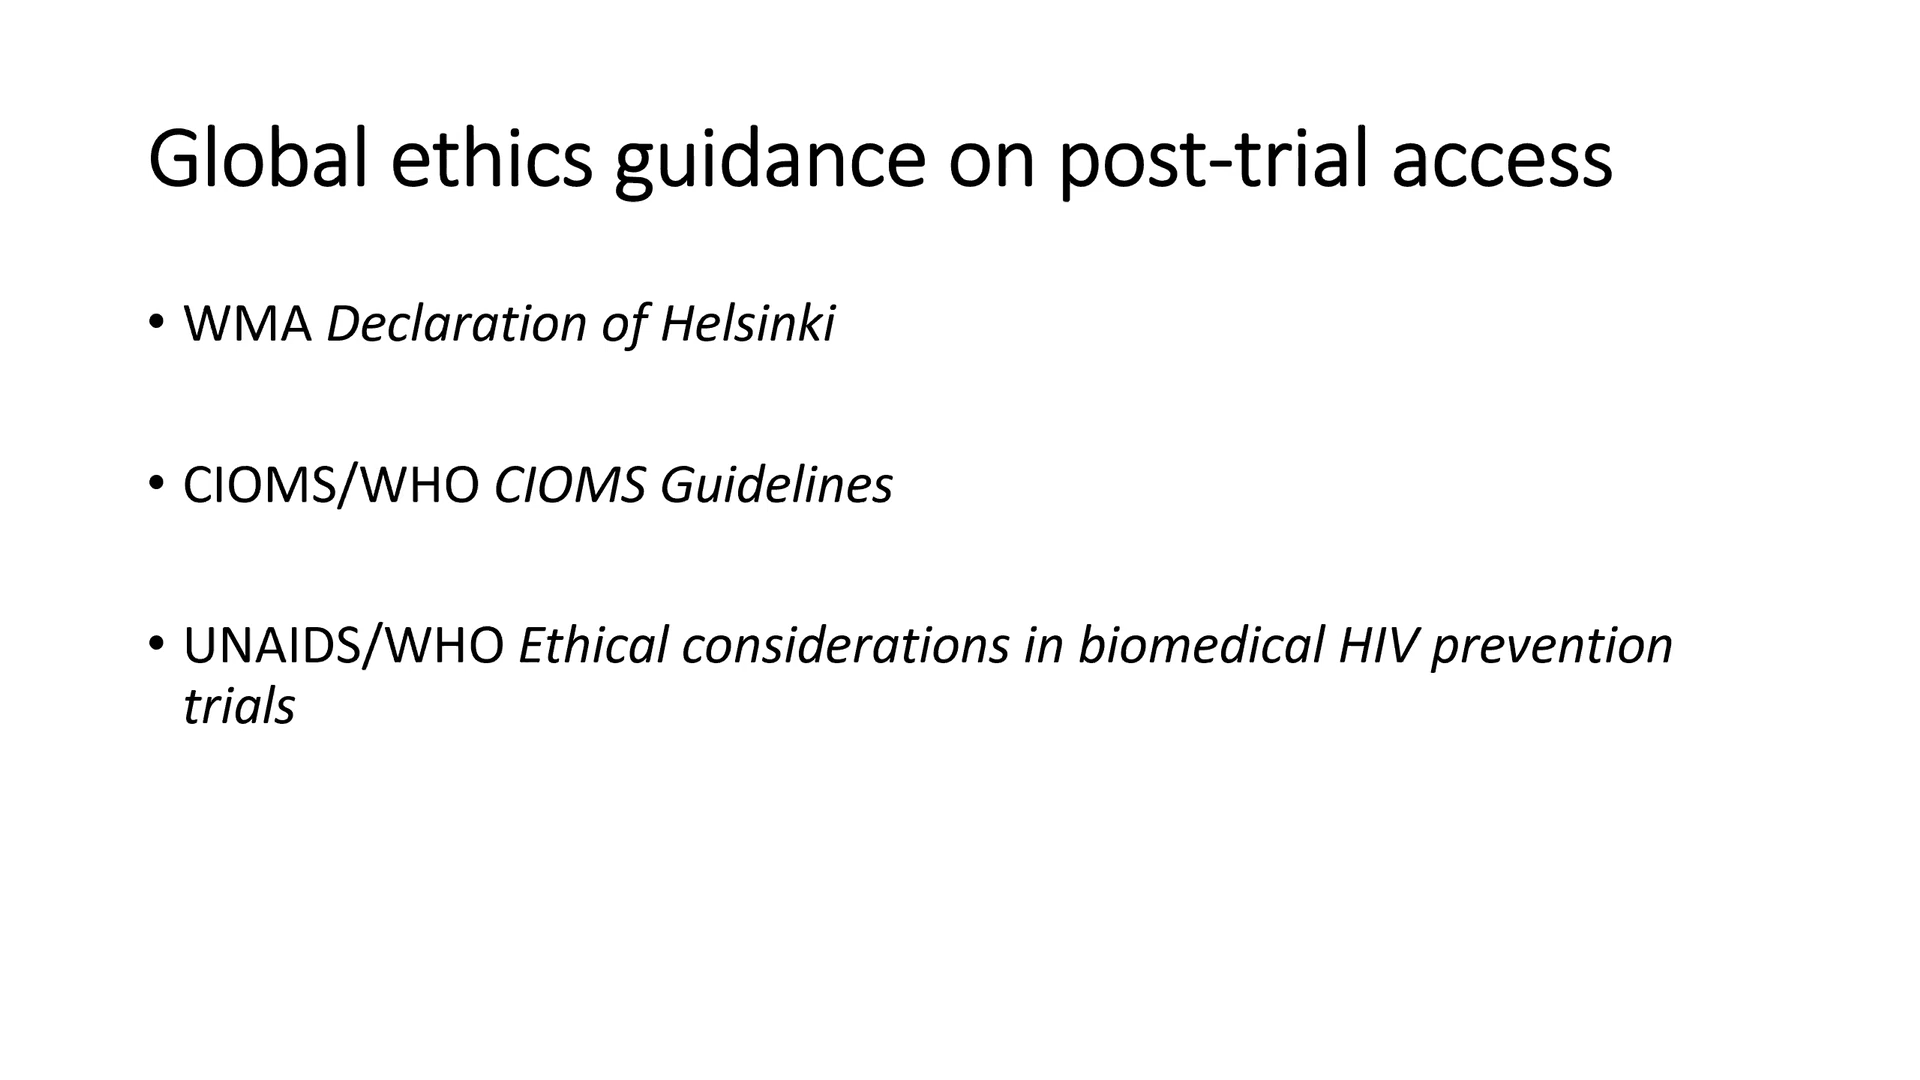 Global ethics guidance on post-trial access
• WMA Declaration of Helsinki
• CIOMS/WHO CIOMS Guidelines
• UNAIDS/WHO Ethical considerations in biomedical HIV prevention
trials